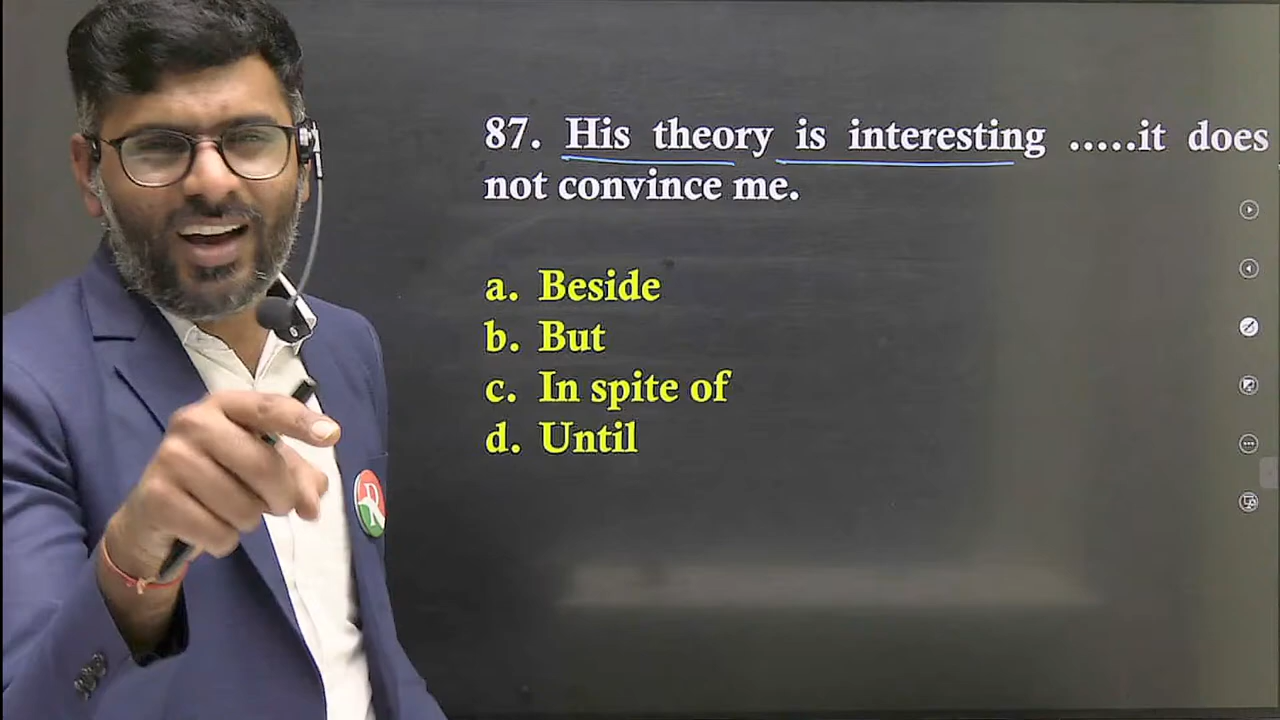 87. His theory is interesting .....it does
not convince me.
a. Beside
b. But
c. In spite of
d. Until
R